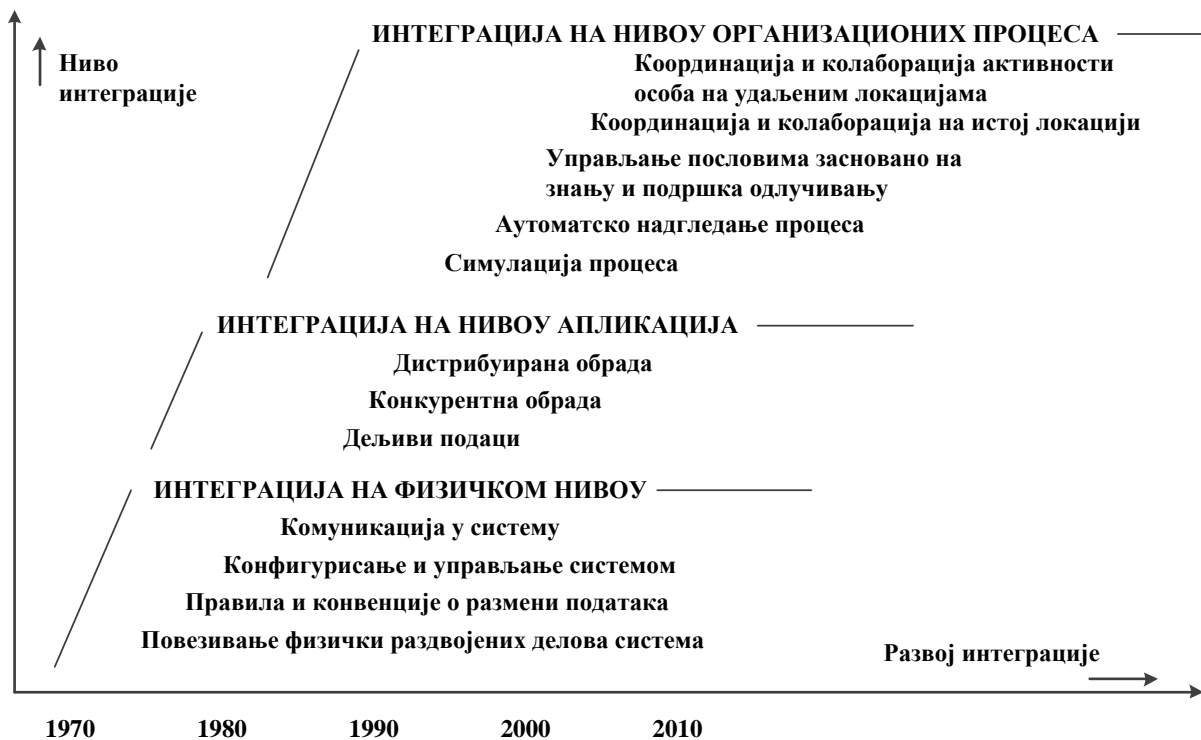 ИНТЕГРАЦИЈА НА НИВОУ ОРГАНИЗАЦИОНИХ ПРОЦЕСА
Ниво
интеграције
Координација и колаборација активности
особа на удаљеним локацијама
Координација и колаборација на истој локацији
Управљање пословима засновано на
знању и подршка одлучивању
Аутоматско надгледање процеса
Симулација процеса
ИНТЕГРАЦИЈА НА НИВОУ АПЛИКАЦИЈА
Дистрибуирана обрада
Конкурентна обрада
Дељиви подаци
ИНТЕГРАЦИЈА НА ФИЗИЧКОМ НИВОУ
Комуникација у систему
Конфигурисање и управљање системом
Правила и конвенције о размени података
Повезивање физички раздвојених делова система
Развој интеграције
1970 1980 1990 2000 2010